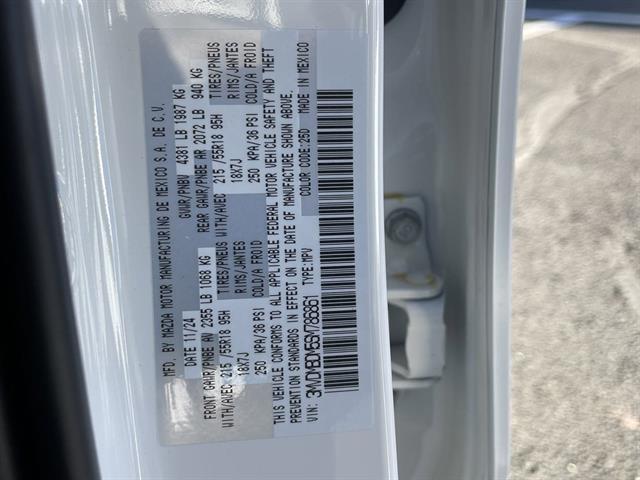 MFD. BY MAZDA MOTOR MANUFACTURING DE MEXICO S.A. DE C.V.
DATE 11/24 GVWR/PNBV 4381 LB 1987 KG
FRONT GAWR/PNBE AV 2355 LB 1068 KG REAR GAWR/PNBE AR 2072 LB 940 KG
WITH/AVEC 215 /55R18 95H TIRES/PNEUS WITH/AVEC 215 /55R18 95H TIRES/PNEUS
18X7J RIMS/JANTES 18X7J RIMS/JANTES
250 KPA/36 PSI COLD/A FROID 250 KPA/36 PSI COLD/A FROID
THIS VEHICLE CONFORMS TO ALL APPLICABLE FEDERAL MOTOR VEHICLE SAFETY AND THEFT
PREVENTION STANDARDS IN EFFECT ON THE DATE OF MANUFACTURE SHOWN ABOVE.
VIN: TYPE:MPV COLOR CODE:25D MADE IN MEXICO